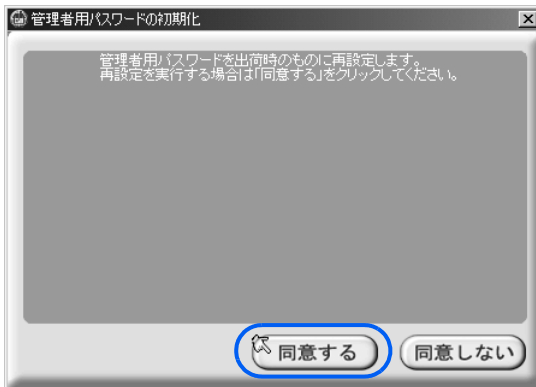 管理者用パスワードの初期化
管理者用パスワードを出荷時のものに再設定します。
再設定を実行する場合は「同意する」をクリックしてください。
同意する 同意しない